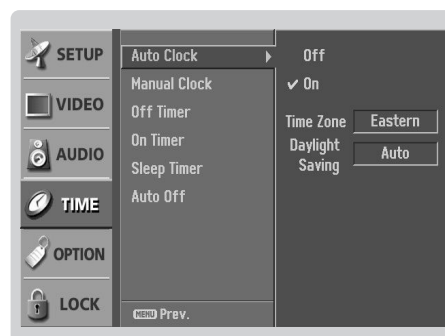 SETUP
VIDEO
AUDIO
TIME
OPTION
LOCK
Auto Clock
Manual Clock
Off Timer
On Timer
Sleep Timer
Auto Off
MENU Prev.
Off
✔ On
Time Zone Eastern
Daylight
Saving Auto